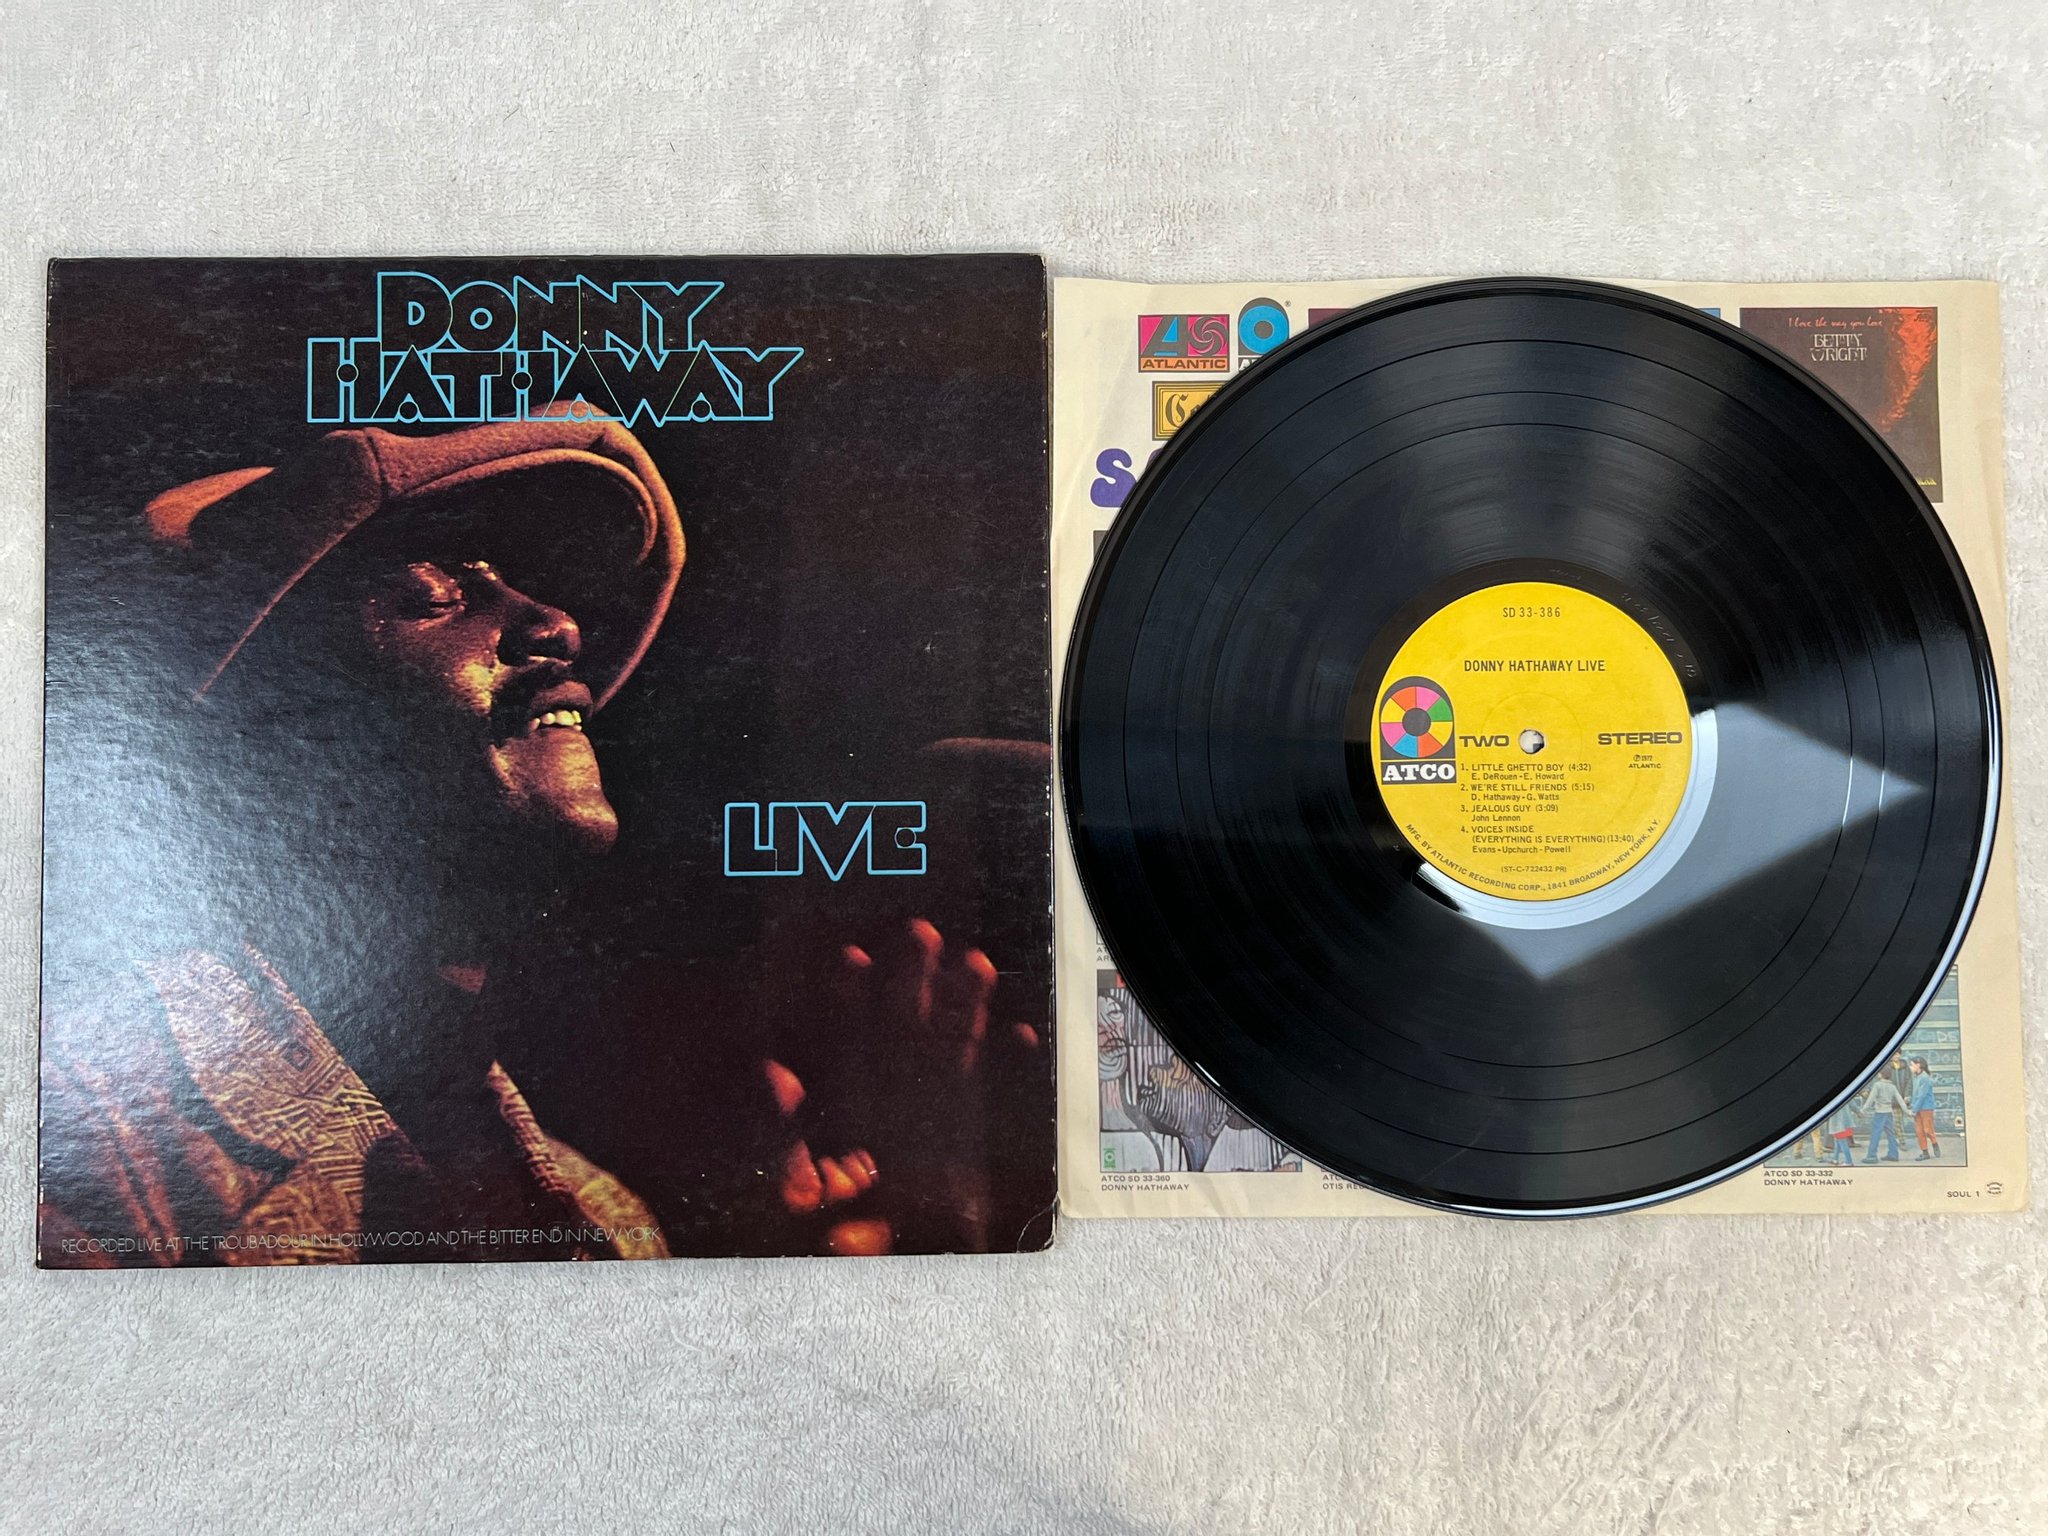 DONNY
HATHAWAY
LIVE
RECORDED LIVE AT THE TROUBADOUR IN HOLLYWOOD AND THE BITTER END IN NEW YORK
ATLANTIC
I love the way you love
BETTY
WRIGHT
SD 33-386
DONNY HATHAWAY LIVE
ATCO
TWO
STEREO
℗ 1972
ATLANTIC
1. LITTLE GHETTO BOY (4:32)
E. DeRouen - E. Howard
2. WE'RE STILL FRIENDS (5:15)
D. Hathaway - G. Watts
3. JEALOUS GUY (3:09)
John Lennon
4. VOICES INSIDE
(EVERYTHING IS EVERYTHING) (13:40)
Evans - Upchurch - Powell
(ST-C-722432 PR)
MFG. BY ATLANTIC RECORDING CORP., 1841 BROADWAY, NEW YORK, N.Y.
ATCO SD 33-360
DONNY HATHAWAY
OTIS RE
ATCO SD 33-332
DONNY HATHAWAY
SOUL 1